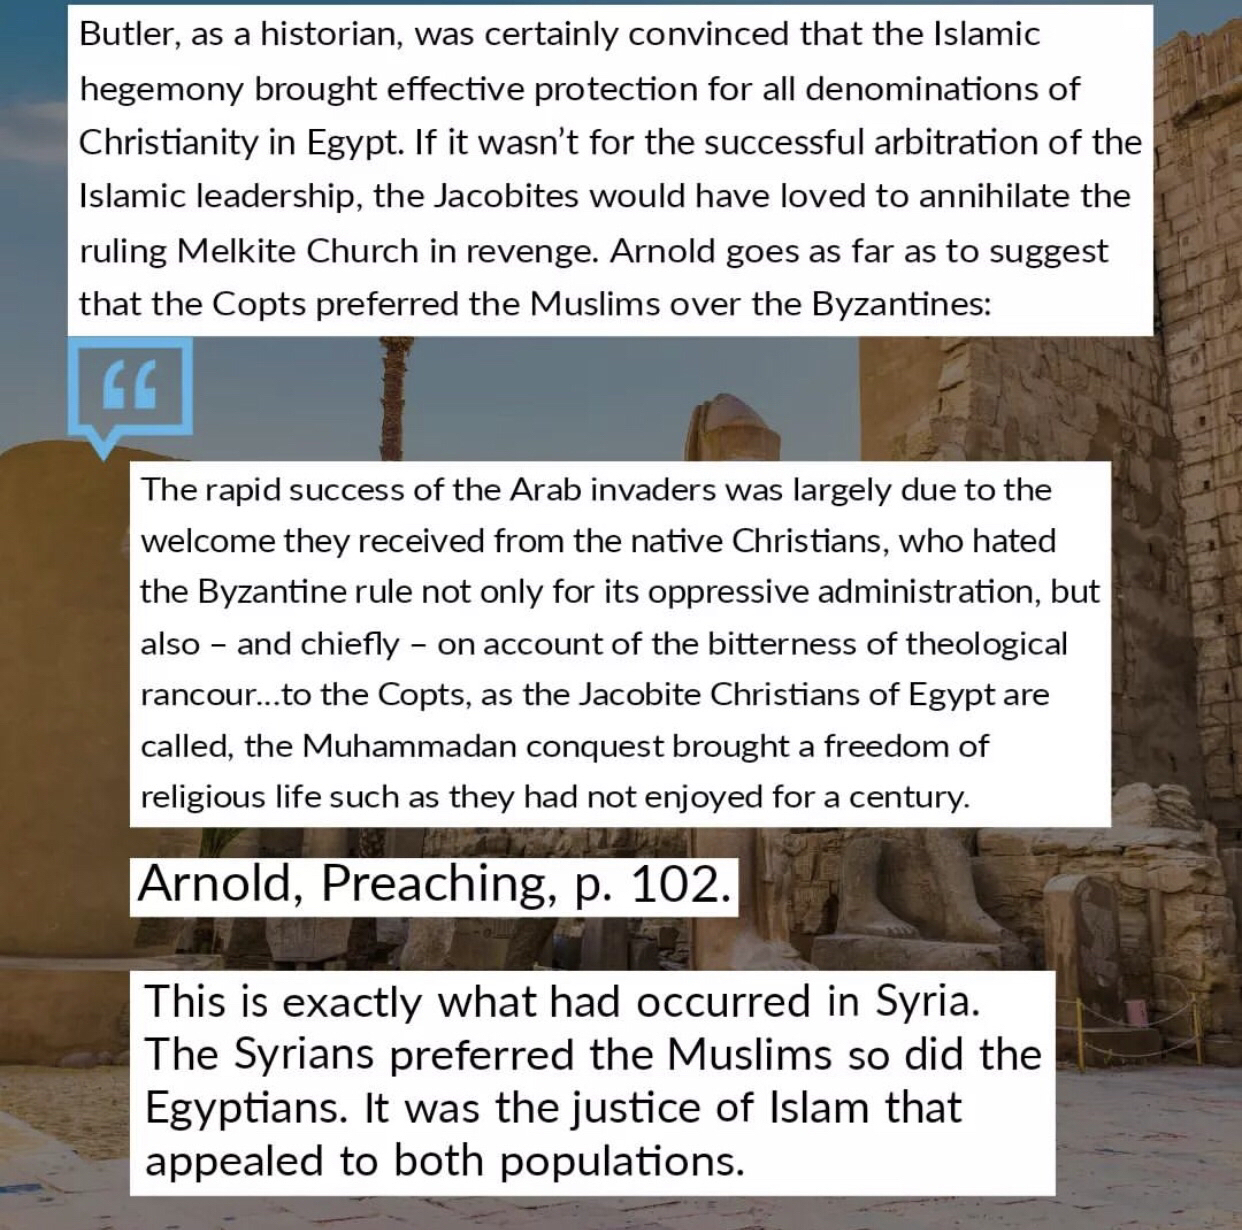 Butler, as a historian, was certainly convinced that the Islamic
hegemony brought effective protection for all denominations of
Christianity in Egypt. If it wasn’t for the successful arbitration of the
Islamic leadership, the Jacobites would have loved to annihilate the
ruling Melkite Church in revenge. Arnold goes as far as to suggest
that the Copts preferred the Muslims over the Byzantines:
“
The rapid success of the Arab invaders was largely due to the
welcome they received from the native Christians, who hated
the Byzantine rule not only for its oppressive administration, but
also – and chiefly – on account of the bitterness of theological
rancour...to the Copts, as the Jacobite Christians of Egypt are
called, the Muhammadan conquest brought a freedom of
religious life such as they had not enjoyed for a century.
Arnold, Preaching, p. 102.
This is exactly what had occurred in Syria.
The Syrians preferred the Muslims so did the
Egyptians. It was the justice of Islam that
appealed to both populations.